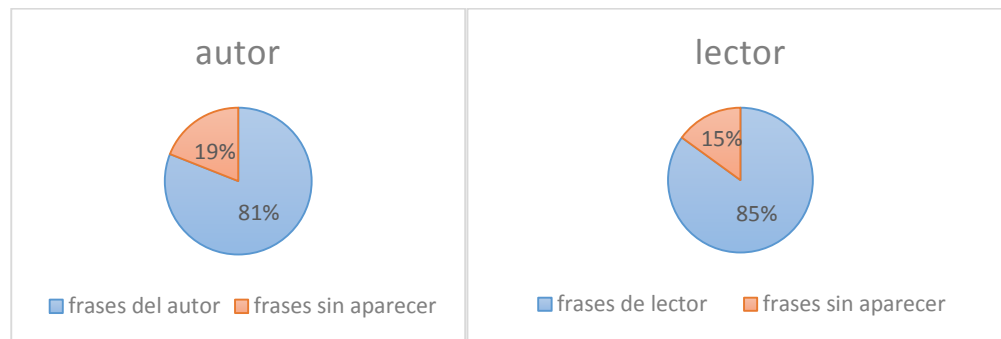 autor
19%
81%
frases del autor frases sin aparecer
lector
15%
85%
frases de lector frases sin aparecer